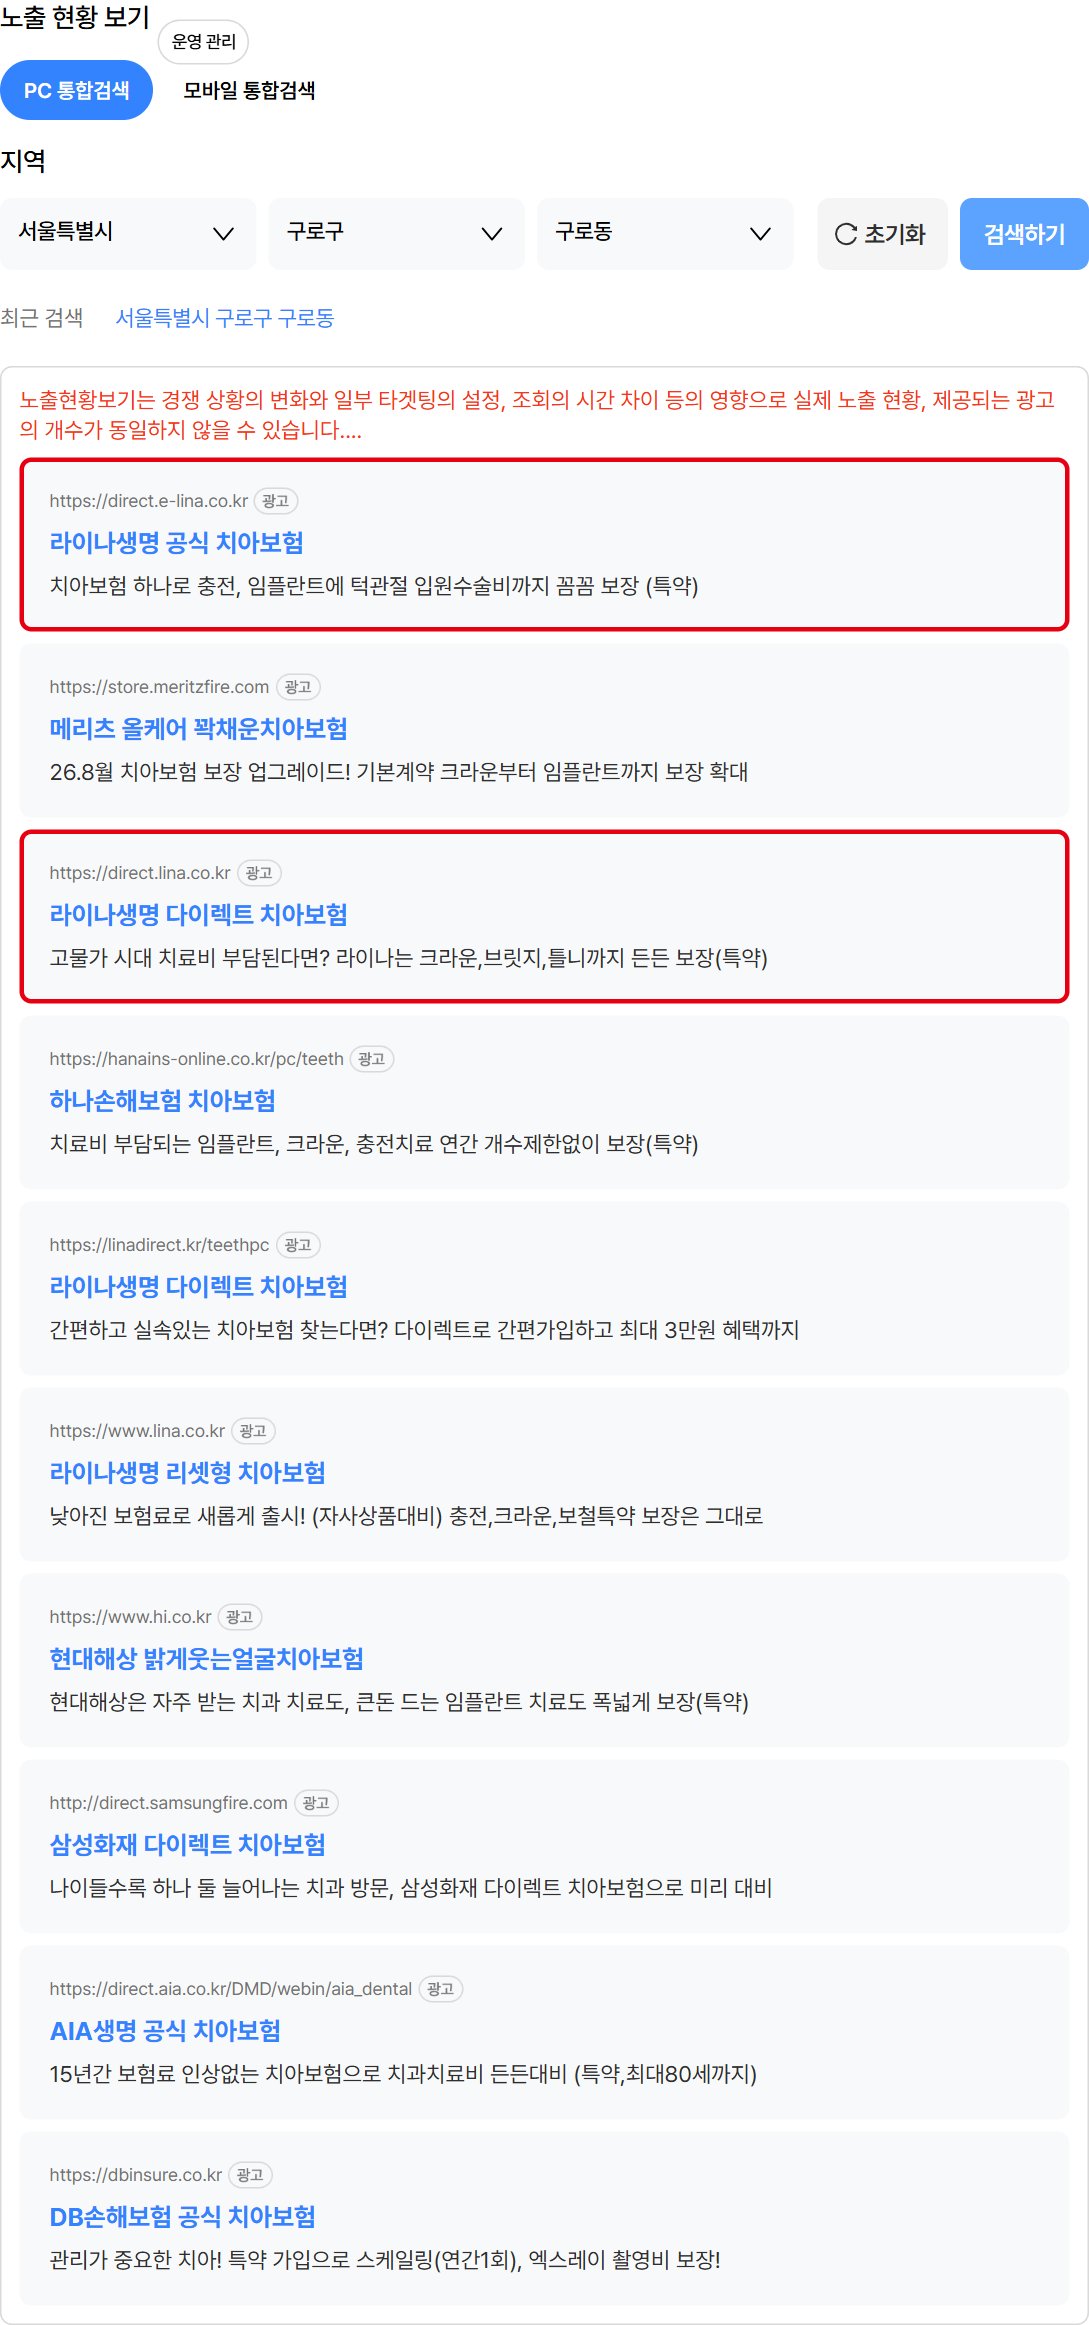 노출 현황 보기
운영 관리
PC 통합검색
모바일 통합검색
지역
서울특별시
구로구
구로동
초기화
검색하기
최근 검색
서울특별시 구로구 구로동
노출현황보기는 경쟁 상황의 변화와 일부 타겟팅의 설정, 조회의 시간 차이 등의 영향으로 실제 노출 현황, 제공되는 광고
의 개수가 동일하지 않을 수 있습니다....
https://direct.e-lina.co.kr 광고
라이나생명 공식 치아보험
치아보험 하나로 충전, 임플란트에 턱관절 입원수술비까지 꼼꼼 보장 (특약)
https://store.meritzfire.com 광고
메리츠 올케어 꽉채운치아보험
26.8월 치아보험 보장 업그레이드! 기본계약 크라운부터 임플란트까지 보장 확대
https://direct.lina.co.kr 광고
라이나생명 다이렉트 치아보험
고물가 시대 치료비 부담된다면? 라이나는 크라운,브릿지,틀니까지 든든 보장(특약)
https://hanains-online.co.kr/pc/teeth 광고
하나손해보험 치아보험
치료비 부담되는 임플란트, 크라운, 충전치료 연간 개수제한없이 보장(특약)
https://linadirect.kr/teethpc 광고
라이나생명 다이렉트 치아보험
간편하고 실속있는 치아보험 찾는다면? 다이렉트로 간편가입하고 최대 3만원 혜택까지
https://www.lina.co.kr 광고
라이나생명 리셋형 치아보험
낮아진 보험료로 새롭게 출시! (자사상품대비) 충전,크라운,보철특약 보장은 그대로
https://www.hi.co.kr 광고
현대해상 밝게웃는얼굴치아보험
현대해상은 자주 받는 치과 치료도, 큰돈 드는 임플란트 치료도 폭넓게 보장(특약)
http://direct.samsungfire.com 광고
삼성화재 다이렉트 치아보험
나이들수록 하나 둘 늘어나는 치과 방문, 삼성화재 다이렉트 치아보험으로 미리 대비
https://direct.aia.co.kr/DMD/webin/aia_dental 광고
AIA생명 공식 치아보험
15년간 보험료 인상없는 치아보험으로 치과치료비 든든대비 (특약,최대80세까지)
https://dbinsure.co.kr 광고
DB손해보험 공식 치아보험
관리가 중요한 치아! 특약 가입으로 스케일링(연간1회), 엑스레이 촬영비 보장!